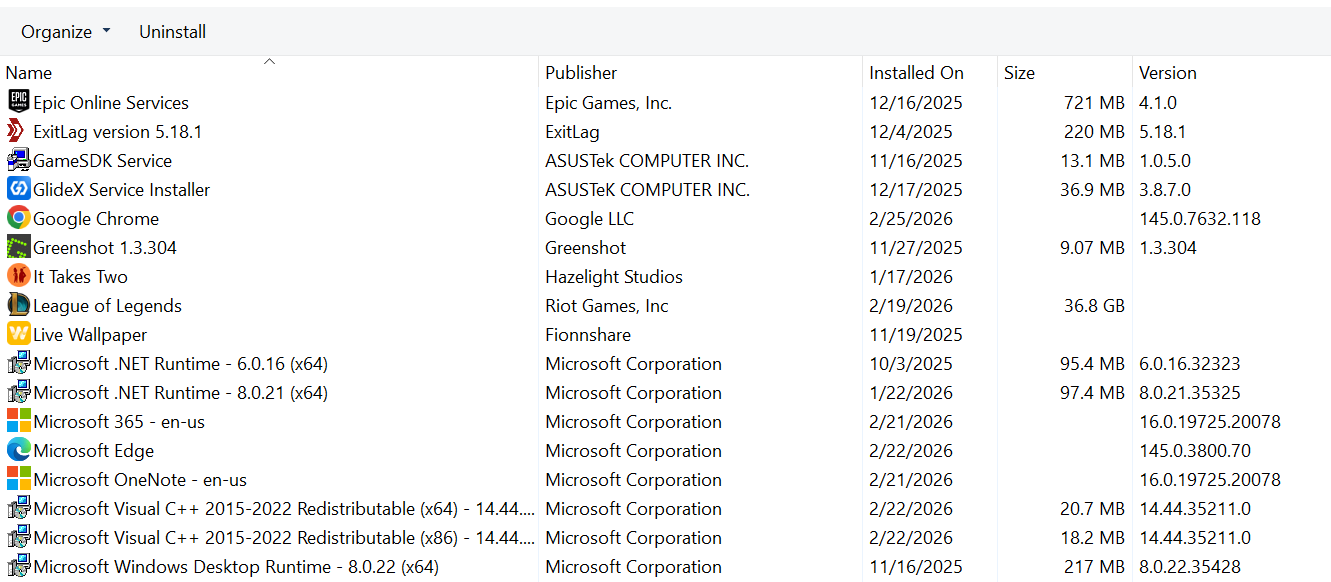 Organize Uninstall
Name Publisher Installed On Size Version
Epic Online Services Epic Games, Inc. 12/16/2025 721 MB 4.1.0
ExitLag version 5.18.1 ExitLag 12/4/2025 220 MB 5.18.1
GameSDK Service ASUSTek COMPUTER INC. 11/16/2025 13.1 MB 1.0.5.0
GlideX Service Installer ASUSTeK COMPUTER INC. 12/17/2025 36.9 MB 3.8.7.0
Google Chrome Google LLC 2/25/2026 145.0.7632.118
Greenshot 1.3.304 Greenshot 11/27/2025 9.07 MB 1.3.304
It Takes Two Hazelight Studios 1/17/2026
League of Legends Riot Games, Inc 2/19/2026 36.8 GB
Live Wallpaper Fionnshare 11/19/2025
Microsoft .NET Runtime - 6.0.16 (x64) Microsoft Corporation 10/3/2025 95.4 MB 6.0.16.32323
Microsoft .NET Runtime - 8.0.21 (x64) Microsoft Corporation 1/22/2026 97.4 MB 8.0.21.35325
Microsoft 365 - en-us Microsoft Corporation 2/21/2026 16.0.19725.20078
Microsoft Edge Microsoft Corporation 2/22/2026 145.0.3800.70
Microsoft OneNote - en-us Microsoft Corporation 2/21/2026 16.0.19725.20078
Microsoft Visual C++ 2015-2022 Redistributable (x64) - 14.44.... Microsoft Corporation 2/22/2026 20.7 MB 14.44.35211.0
Microsoft Visual C++ 2015-2022 Redistributable (x86) - 14.44.... Microsoft Corporation 2/22/2026 18.2 MB 14.44.35211.0
Microsoft Windows Desktop Runtime - 8.0.22 (x64) Microsoft Corporation 11/16/2025 217 MB 8.0.22.35428